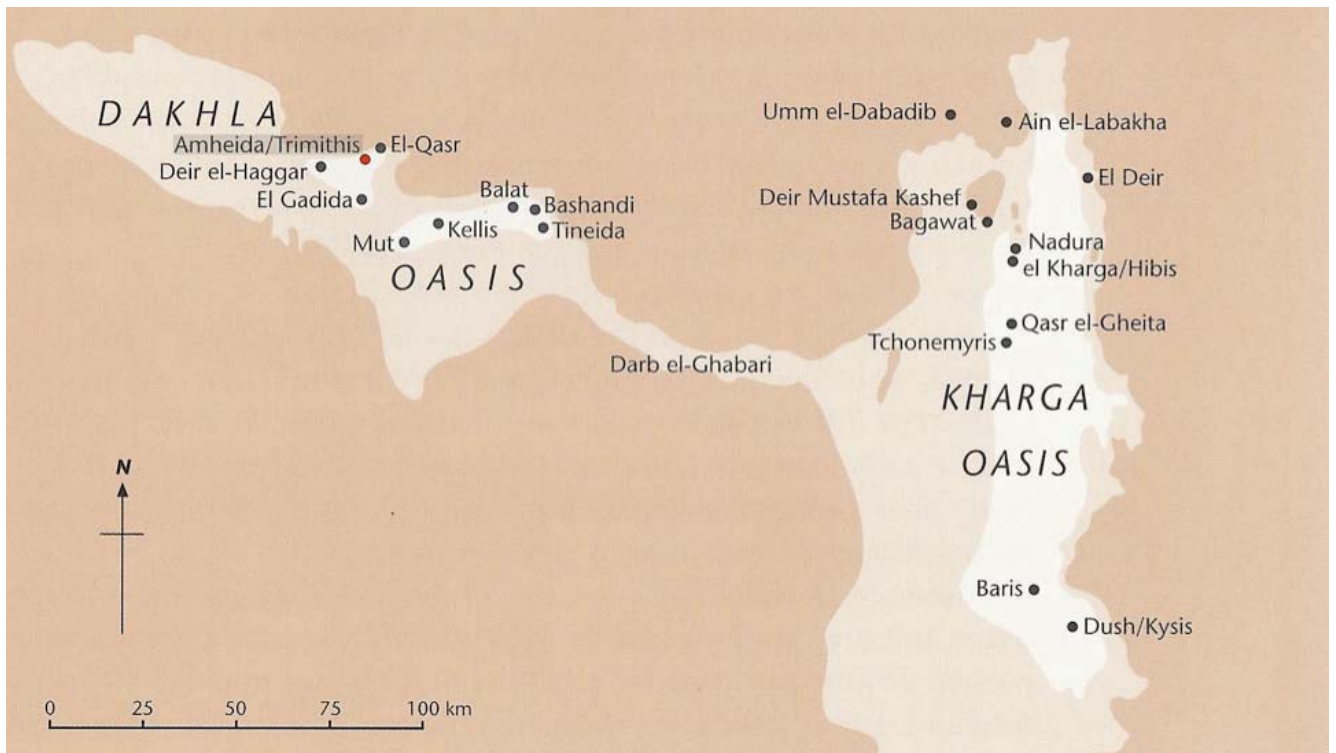 DAKHLA
Amheida/Trimithis
El-Qasr
Deir el-Haggar
El Gadida
Balat
Bashandi
Kellis
Tineida
Mut
OASIS
Darb el-Ghabari
Umm el-Dabadib
Ain el-Labakha
El Deir
Deir Mustafa Kashef
Bagawat
Nadura
el Kharga/Hibis
Qasr el-Gheita
Tchonemyris
KHARGA
OASIS
Baris
Dush/Kysis
N
0 25 50 75 100 km